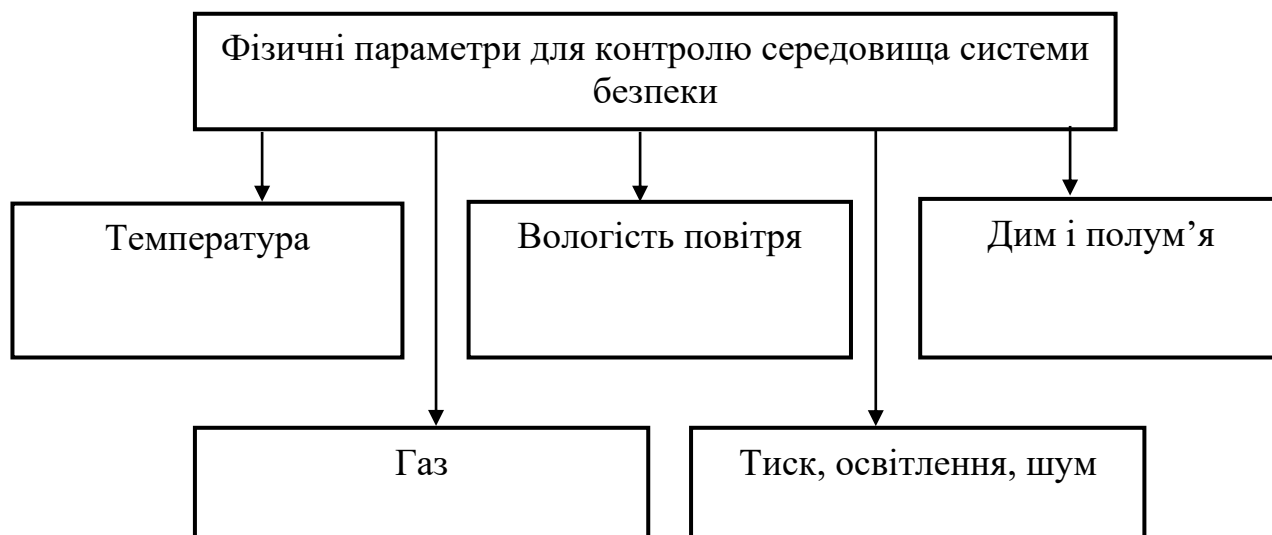 Фізичні параметри для контролю середовища системи
безпеки
Температура
Вологість повітря
Дим і полум’я
Газ
Тиск, освітлення, шум